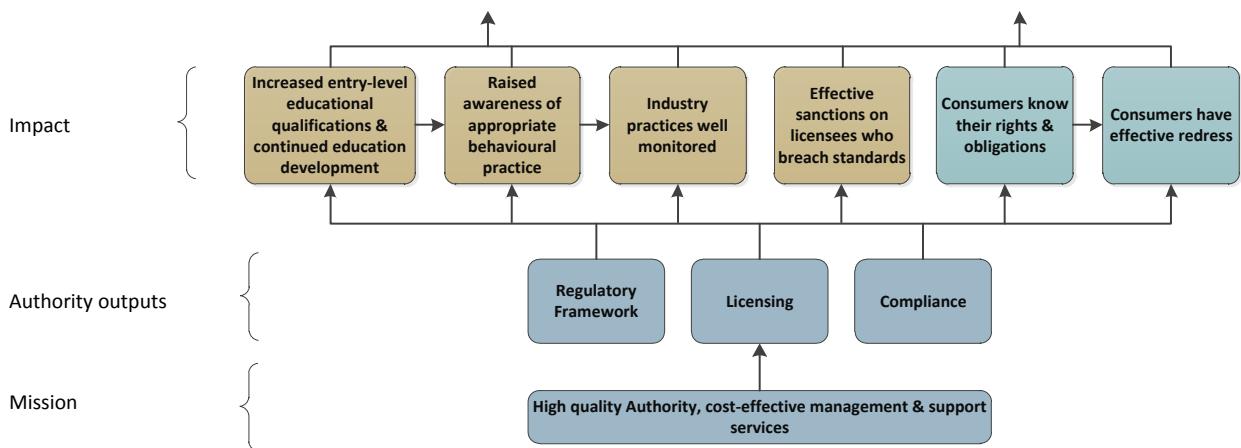 Impact
Increased entry-level
educational
qualifications &
continued education
development
Raised
awareness of
appropriate
behavioural
practice
Industry
practices well
monitored
Effective
sanctions on
licensees who
breach standards
Consumers know
their rights &
obligations
Consumers have
effective redress
Authority outputs
Regulatory
Framework
Licensing
Compliance
Mission
High quality Authority, cost-effective management & support
services